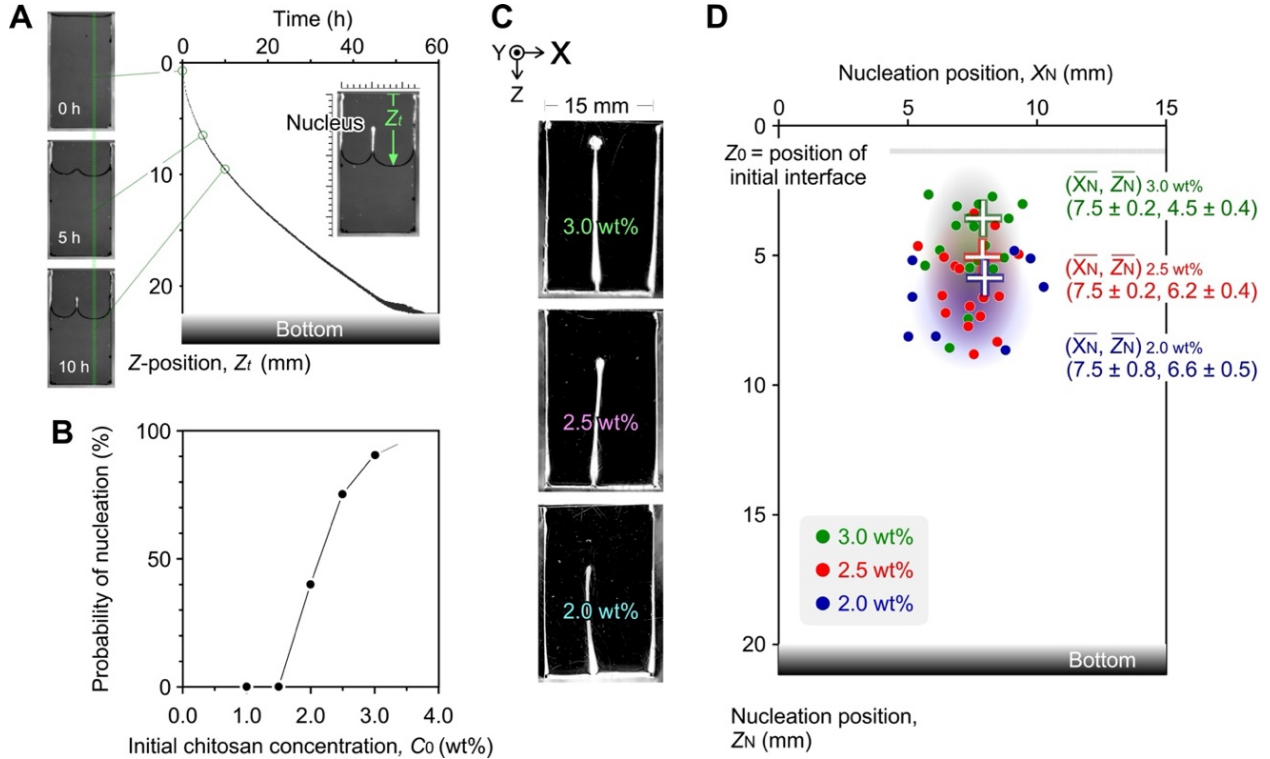 A
Time (h)
0 20 40 60
0
10
20
0 h
5 h
10 h
Nucleus
Zt
Bottom
Z-position, Zt (mm)
B
Probability of nucleation (%)
100
50
0
0.0 1.0 2.0 3.0 4.0
Initial chitosan concentration, C0 (wt%)
C
Y X
Z
15 mm
3.0 wt%
2.5 wt%
2.0 wt%
D
Nucleation position, XN (mm)
0 5 10 15
0
5
10
15
20
Z0 = position of
initial interface
(XN, ZN) 3.0 wt%
(7.5 ± 0.2, 4.5 ± 0.4)
(XN, ZN) 2.5 wt%
(7.5 ± 0.2, 6.2 ± 0.4)
(XN, ZN) 2.0 wt%
(7.5 ± 0.8, 6.6 ± 0.5)
3.0 wt%
2.5 wt%
2.0 wt%
Bottom
Nucleation position,
ZN (mm)